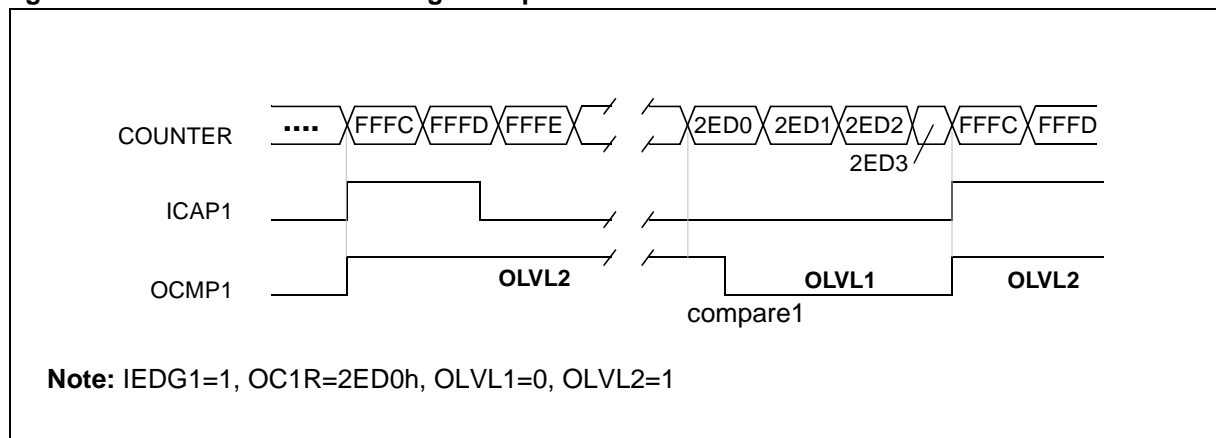 COUNTER .... FFFC FFFD FFFE 2ED0 2ED1 2ED2 FFFC FFFD
2ED3
ICAP1
OCMP1 OLVL2 OLVL1 OLVL2
compare1
Note: IEDG1=1, OC1R=2ED0h, OLVL1=0, OLVL2=1